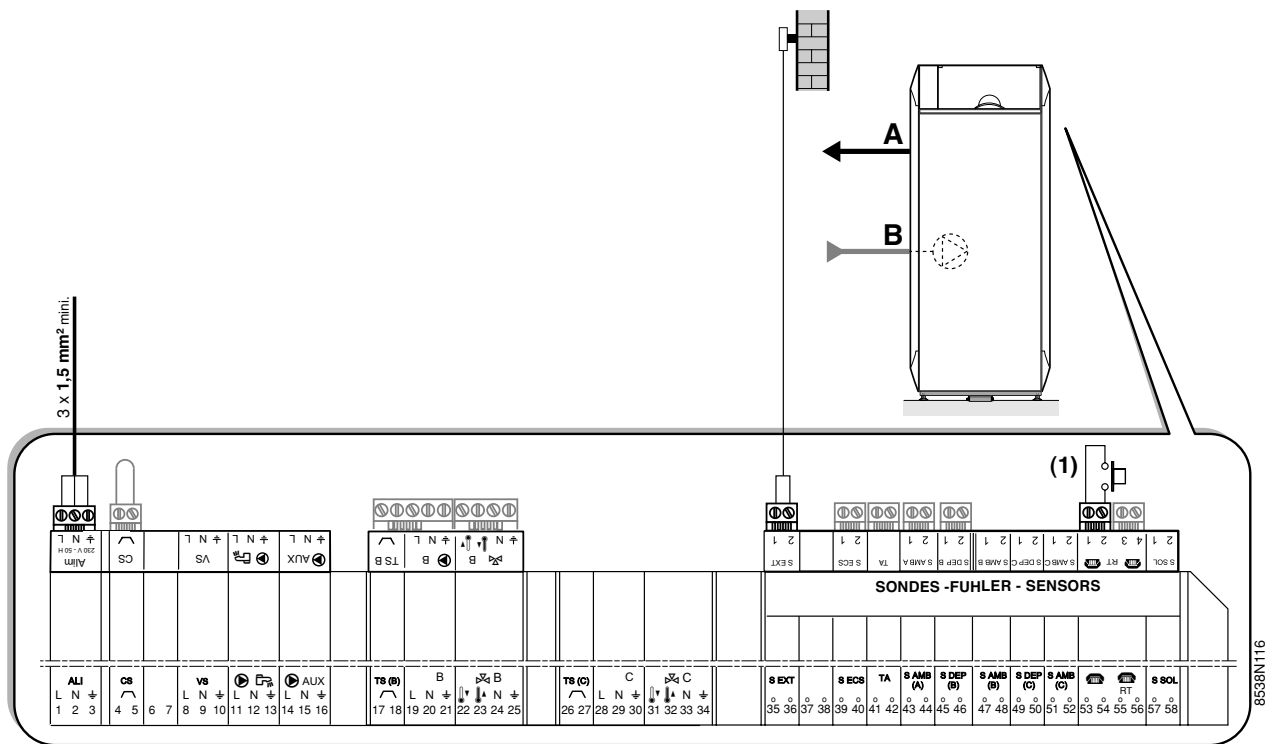 A
B
3 x 1,5 mm² mini.
(1)
L N
230 V - 50 H
Alim
CS
L N
VS
L N
L N
AUX
TS B
L N
B
N
B
1 2
S EXT
1 2
S ECS
TA
1 2
S AMB A
1 2
S DEP B
1 2
S AMB B
1 2
S DEP C
1 2
S AMB C
1 2
RT
3 4
1 2
S SOL
SONDES -FUHLER - SENSORS
ALI
L N
1 2 3
CS
4 5
6 7
VS
L N
8 9 10
L N
11 12 13
AUX
L N
14 15 16
TS (B)
17 18
B
L N
19 20 21
B
N
22 23 24 25
TS (C)
26 27
C
L N
28 29 30
C
N
31 32 33 34
S EXT
35 36
37 38
S ECS
39 40
TA
41 42
S AMB
(A)
43 44
S DEP
(B)
45 46
S AMB
(B)
47 48
S DEP
(C)
49 50
S AMB
(C)
51 52
53 54
RT
55 56
S SOL
57 58
8538N116